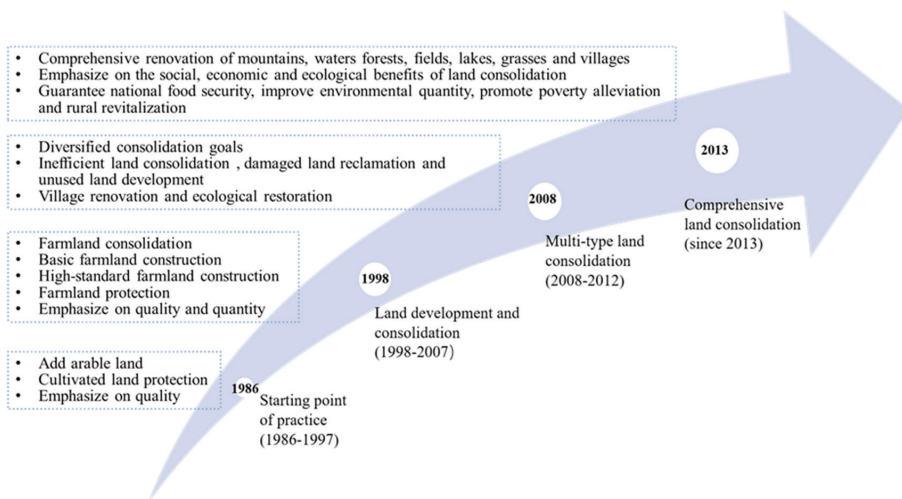 • Comprehensive renovation of mountains, waters forests, fields, lakes, grasses and villages
• Emphasize on the social, economic and ecological benefits of land consolidation
• Guarantee national food security, improve environmental quantity, promote poverty alleviation
and rural revitalization
• Diversified consolidation goals
• Inefficient land consolidation , damaged land reclamation and
unused land development
• Village renovation and ecological restoration
• Farmland consolidation
• Basic farmland construction
• High-standard farmland construction
• Farmland protection
• Emphasize on quality and quantity
• Add arable land
• Cultivated land protection
• Emphasize on quality
1986
Starting point
of practice
(1986-1997)
1998
Land development and
consolidation
(1998-2007)
2008
Multi-type land
consolidation
(2008-2012)
2013
Comprehensive
land consolidation
(since 2013)